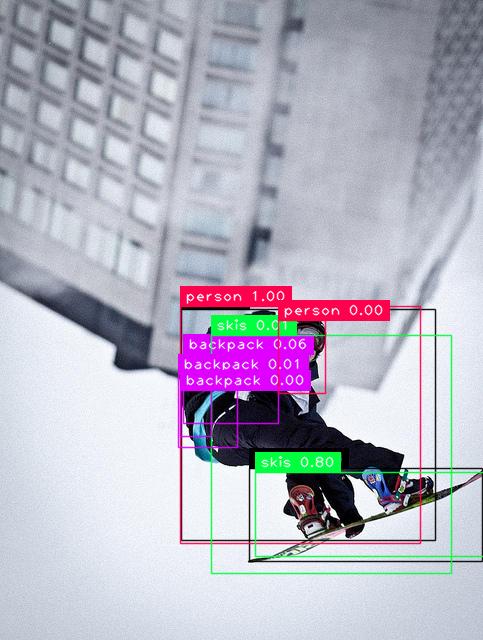 person 1.00
person 0.00
skis 0.01
backpack 0.06
backpack 0.01
backpack 0.00
skis 0.80